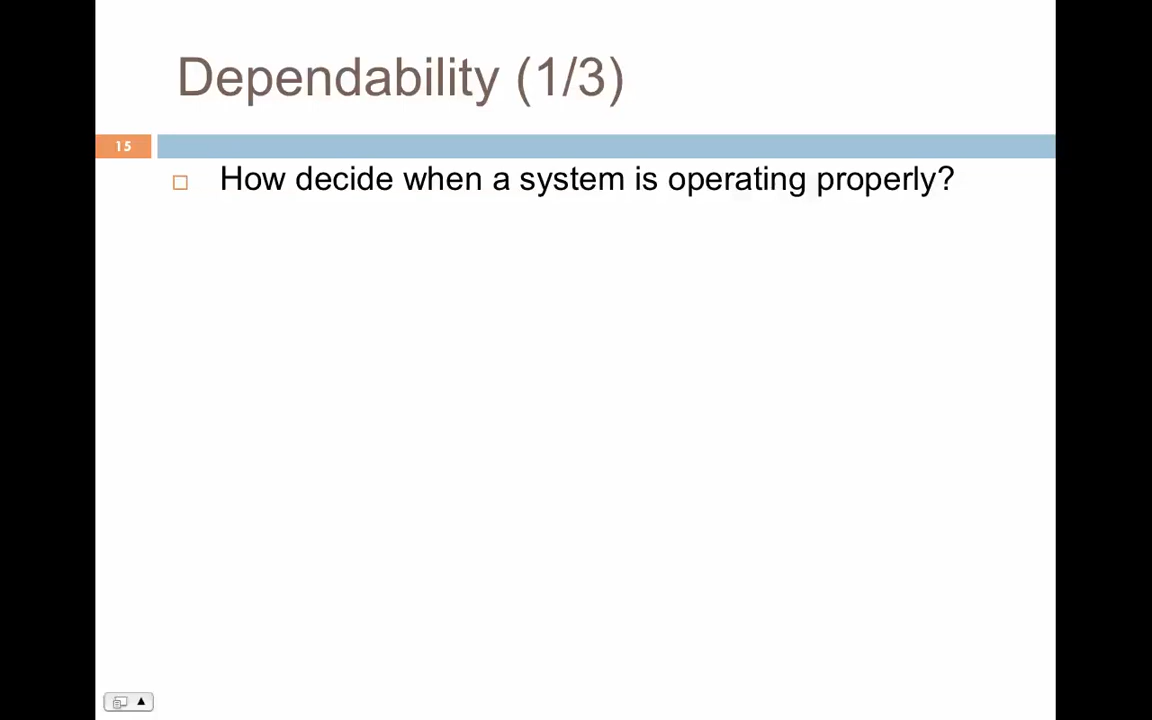 Dependability (1/3)
15
How decide when a system is operating properly?